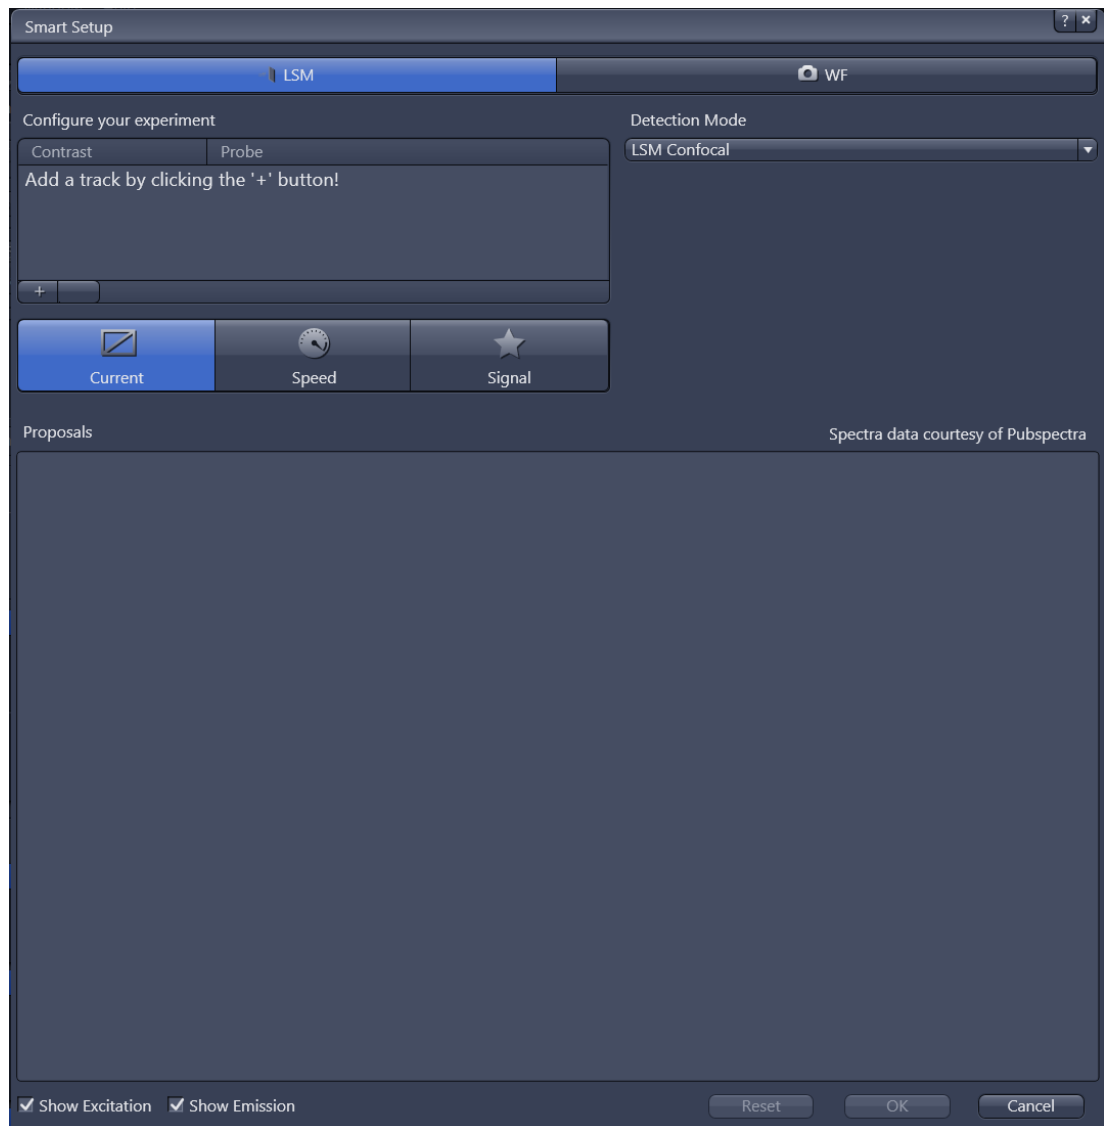 Smart Setup
? ×
LSM
WF
Configure your experiment
Detection Mode
Contrast Probe
LSM Confocal
Add a track by clicking the '+' button!
+
Current
Speed
Signal
Proposals
Spectra data courtesy of Pubspectra
Show Excitation
Show Emission
Reset
OK
Cancel